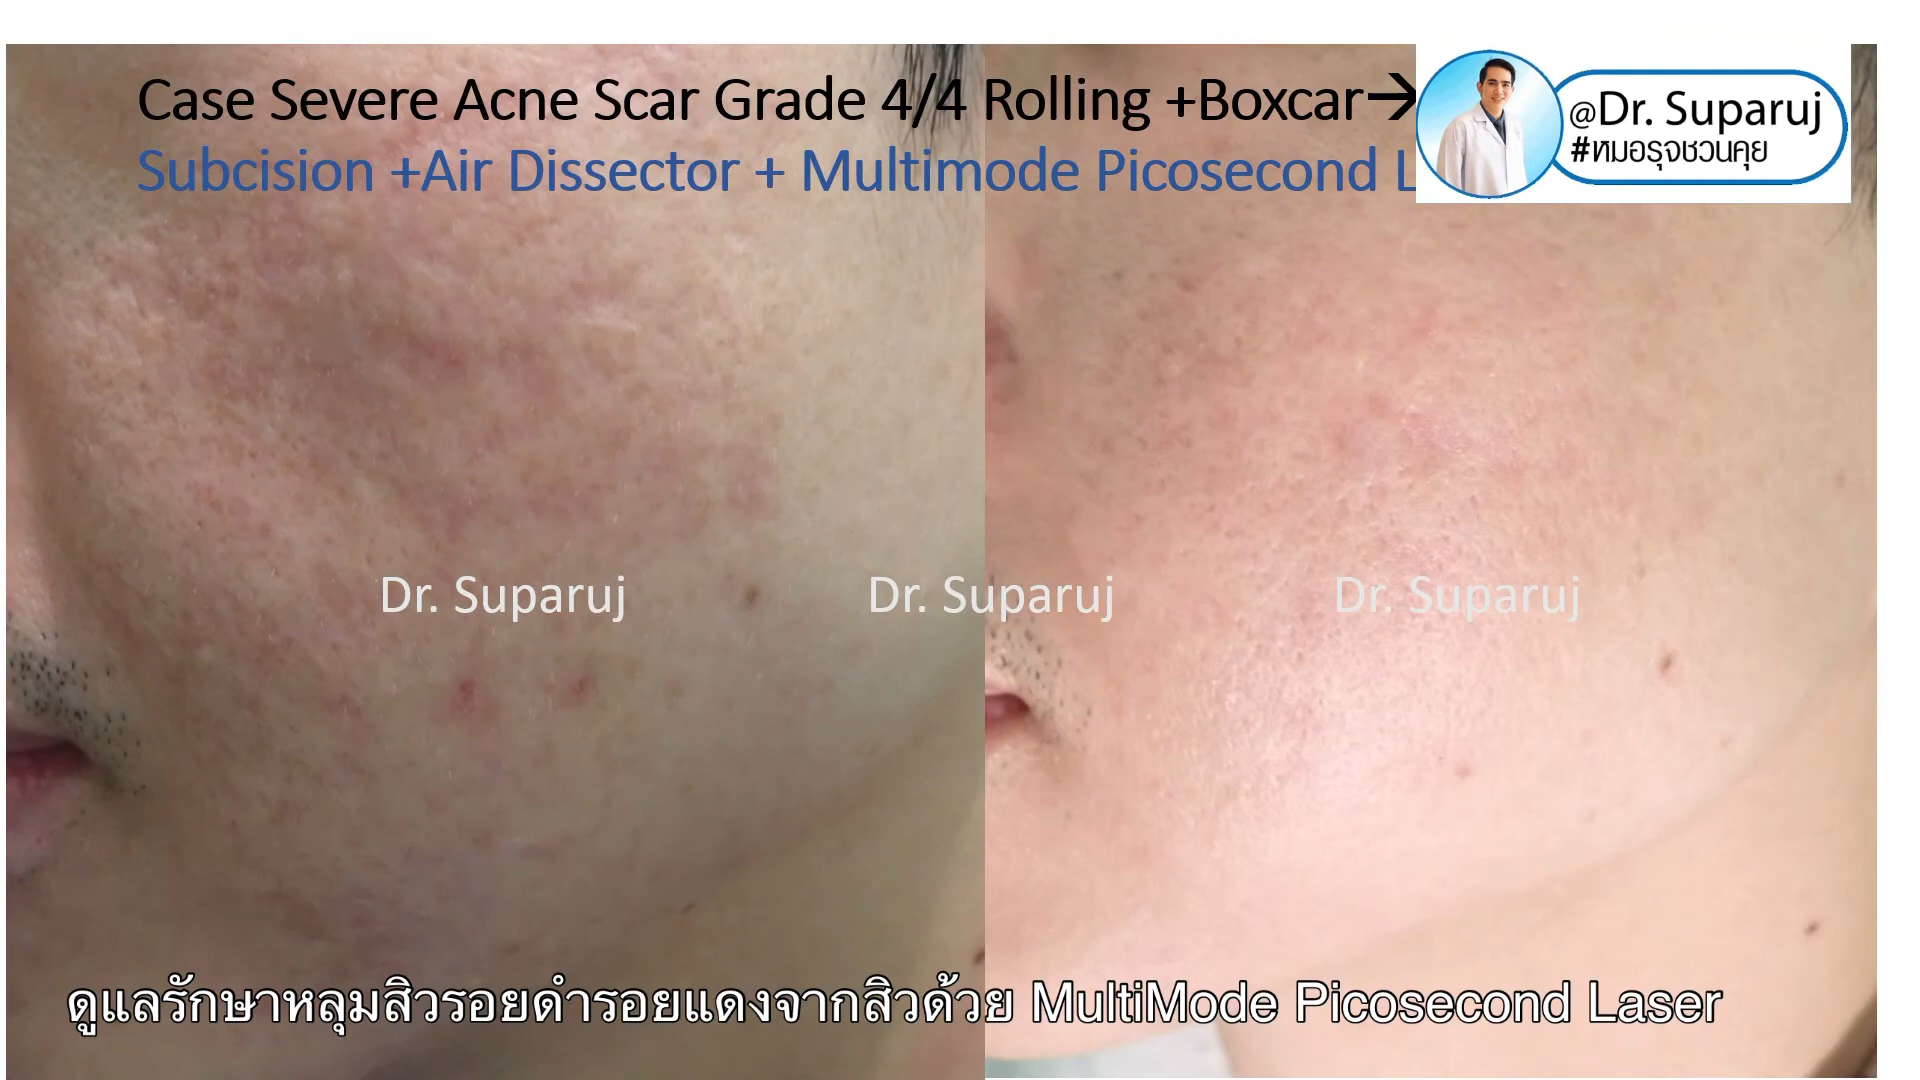 Case Severe Acne Scar Grade 4/4 Rolling +Boxcar→
Subcision +Air Dissector + Multimode Picosecond L
@Dr. Suparuj
#หมอรุจชวนคุย
Dr. Suparuj Dr. Suparuj Dr. Suparuj
ดูแลรักษาหลุมสิวรอยดำรอยแดงจากสิวด้วย MultiMode Picosecond Laser